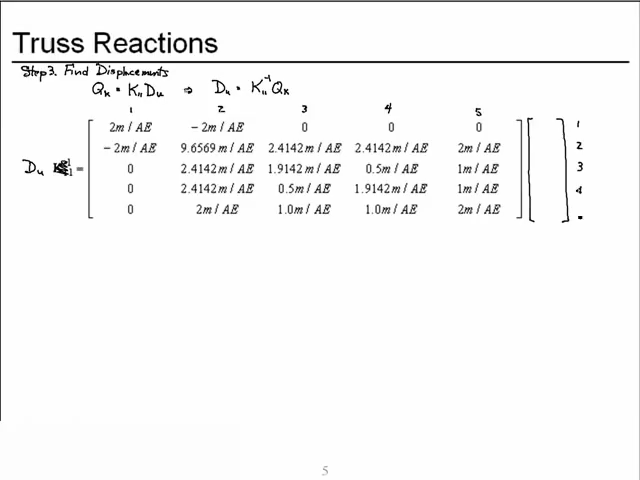 Truss Reactions
Step 3. Find Displacements
Qk = K11 Du ⇒ Du = K11^-1 Qk
1 2 3 4 5
2m / AE − 2m / AE 0 0 0 1
− 2m / AE 9.6569m / AE 2.4142m / AE 2.4142m / AE 2m / AE 2
Du = 0 2.4142m / AE 1.9142m / AE 0.5m / AE 1m / AE 3
0 2.4142m / AE 0.5m / AE 1.9142m / AE 1m / AE 4
0 2m / AE 1.0m / AE 1.0m / AE 2m / AE
5